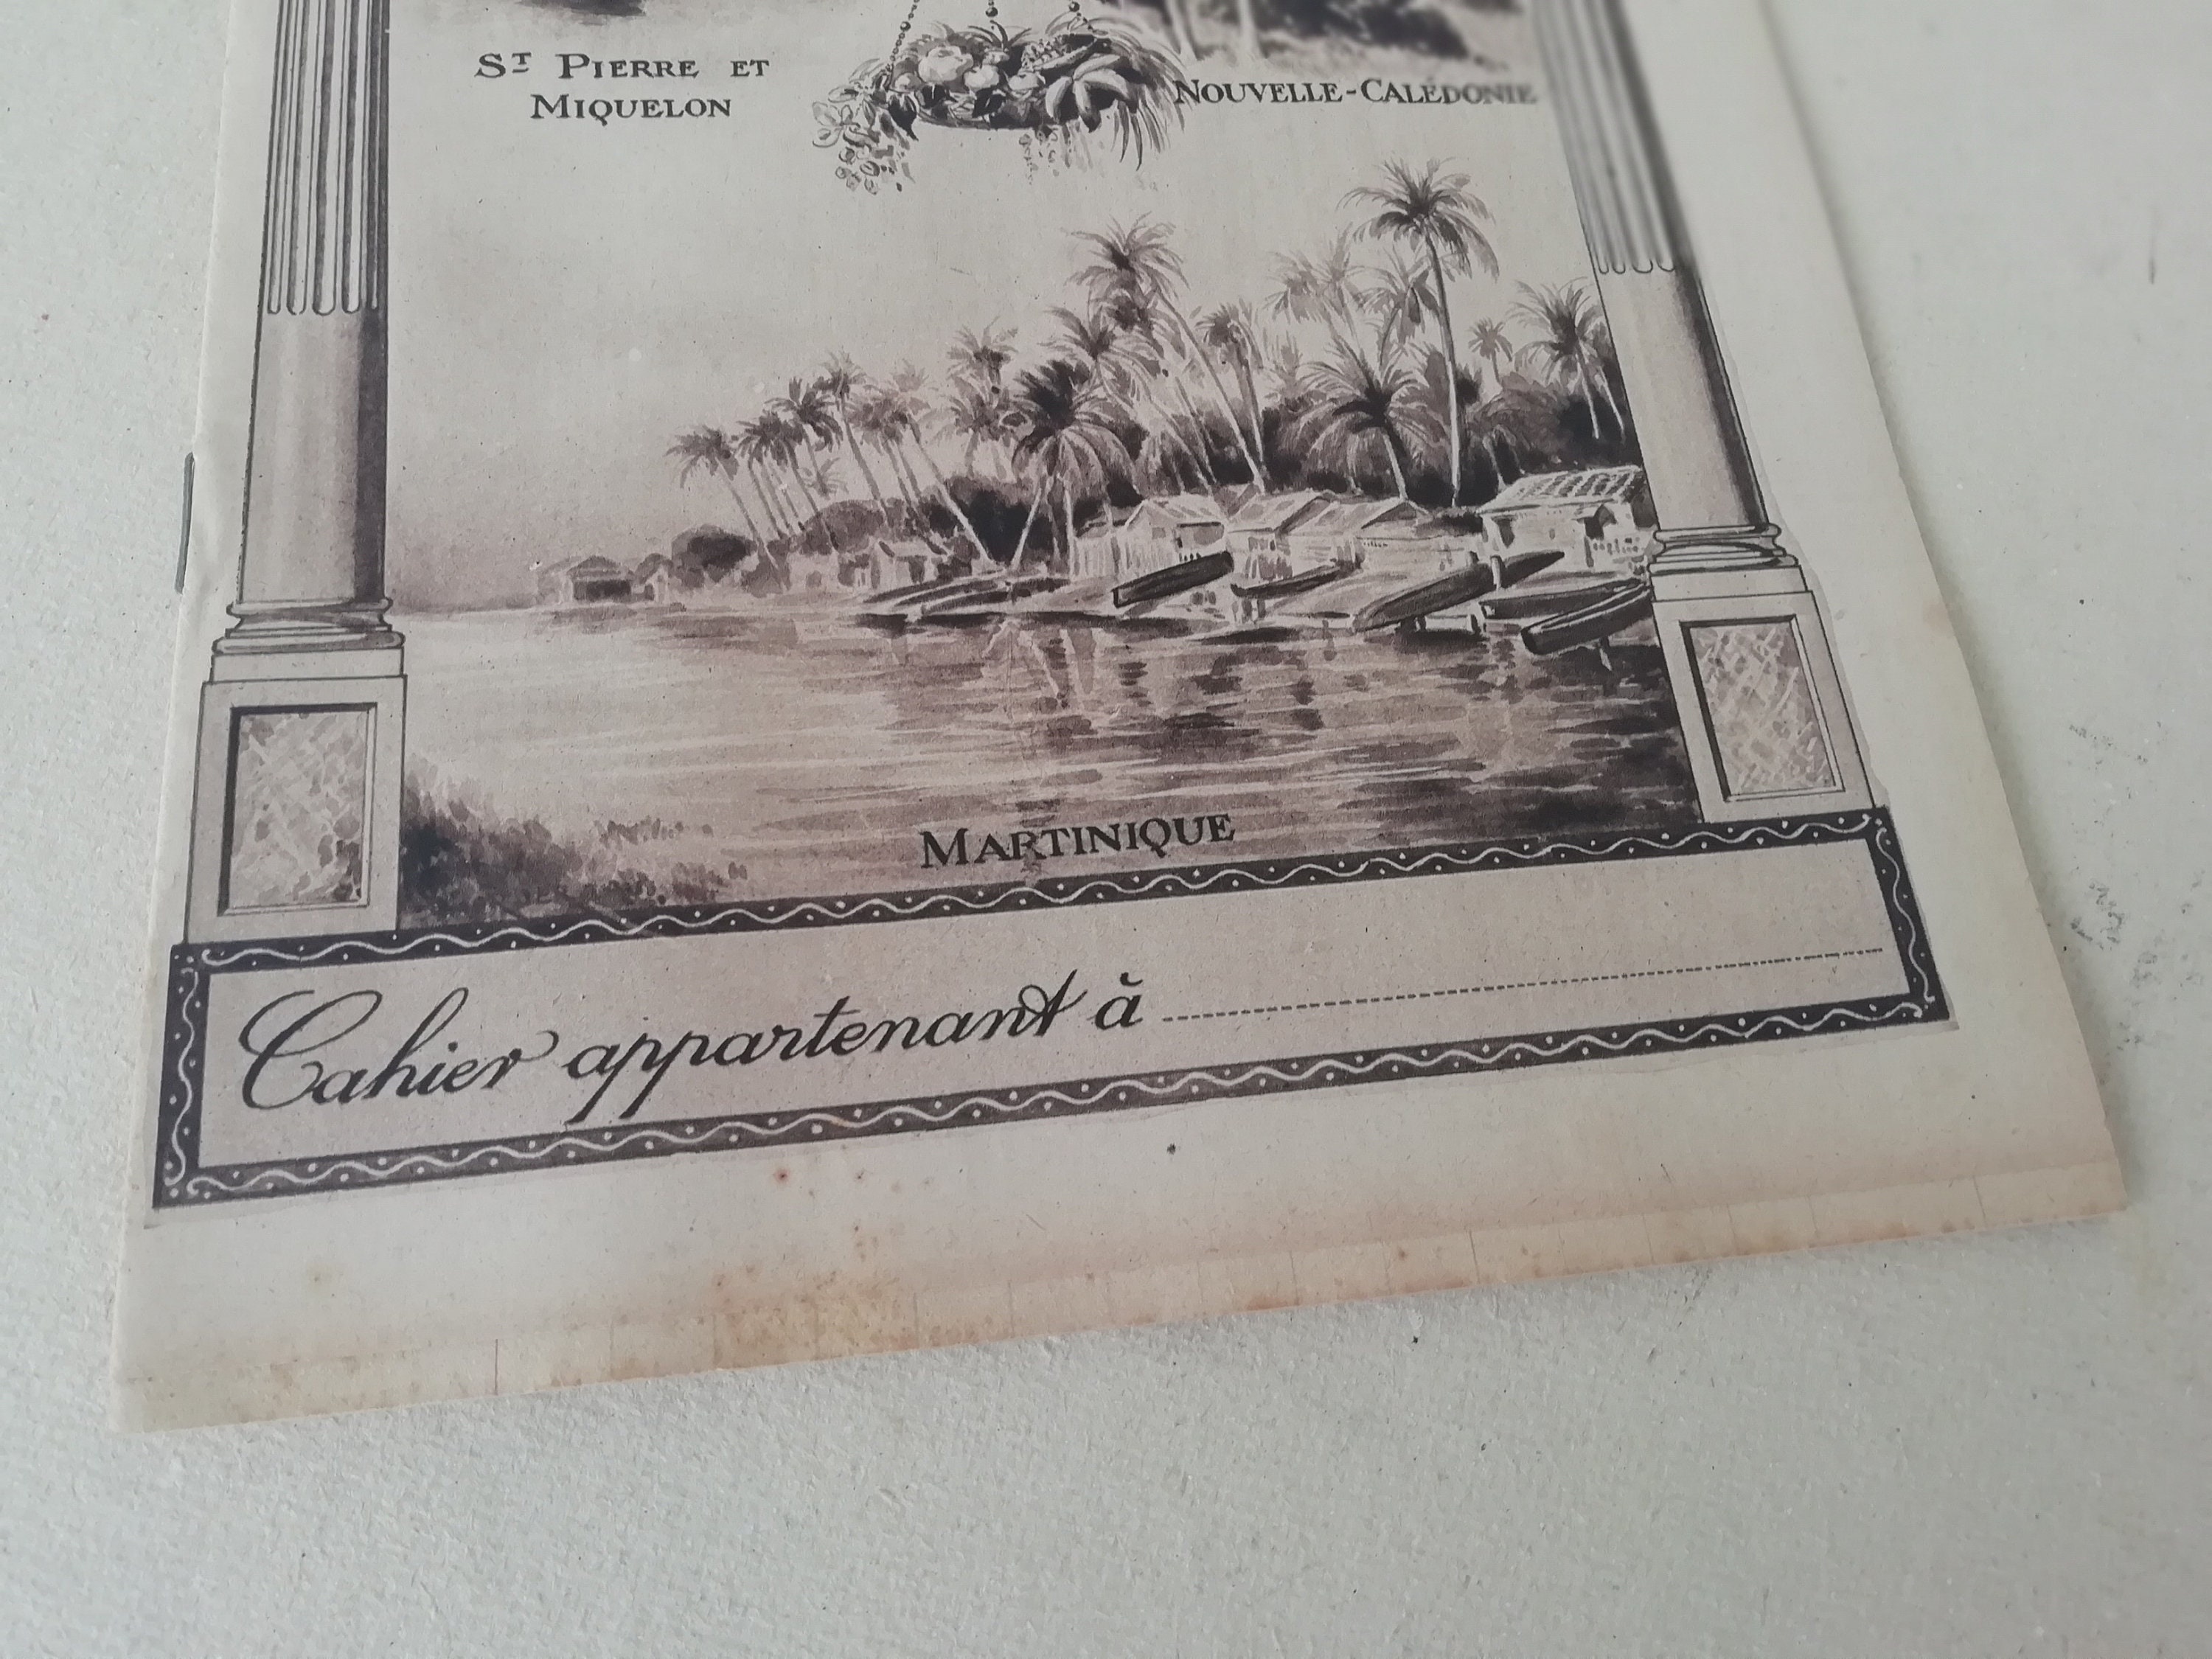 ST PIERRE ET
MIQUELON
NOUVELLE-CALÉDONIE
MARTINIQUE
Cahier appartenant à